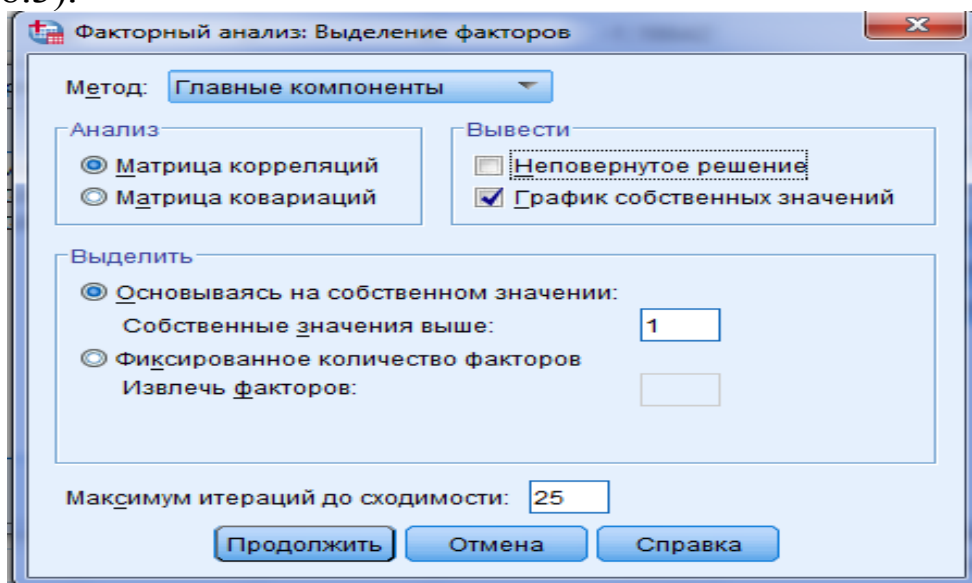 Факторный анализ: Выделение факторов
Метод: Главные компоненты
Анализ
Матрица корреляций
Матрица ковариаций
Вывести
Неповернутое решение
График собственных значений
Выделить
Основываясь на собственном значении:
Собственные значения выше: 1
Фиксированное количество факторов
Извлечь факторов:
Максимум итераций до сходимости: 25
Продолжить Отмена Справка